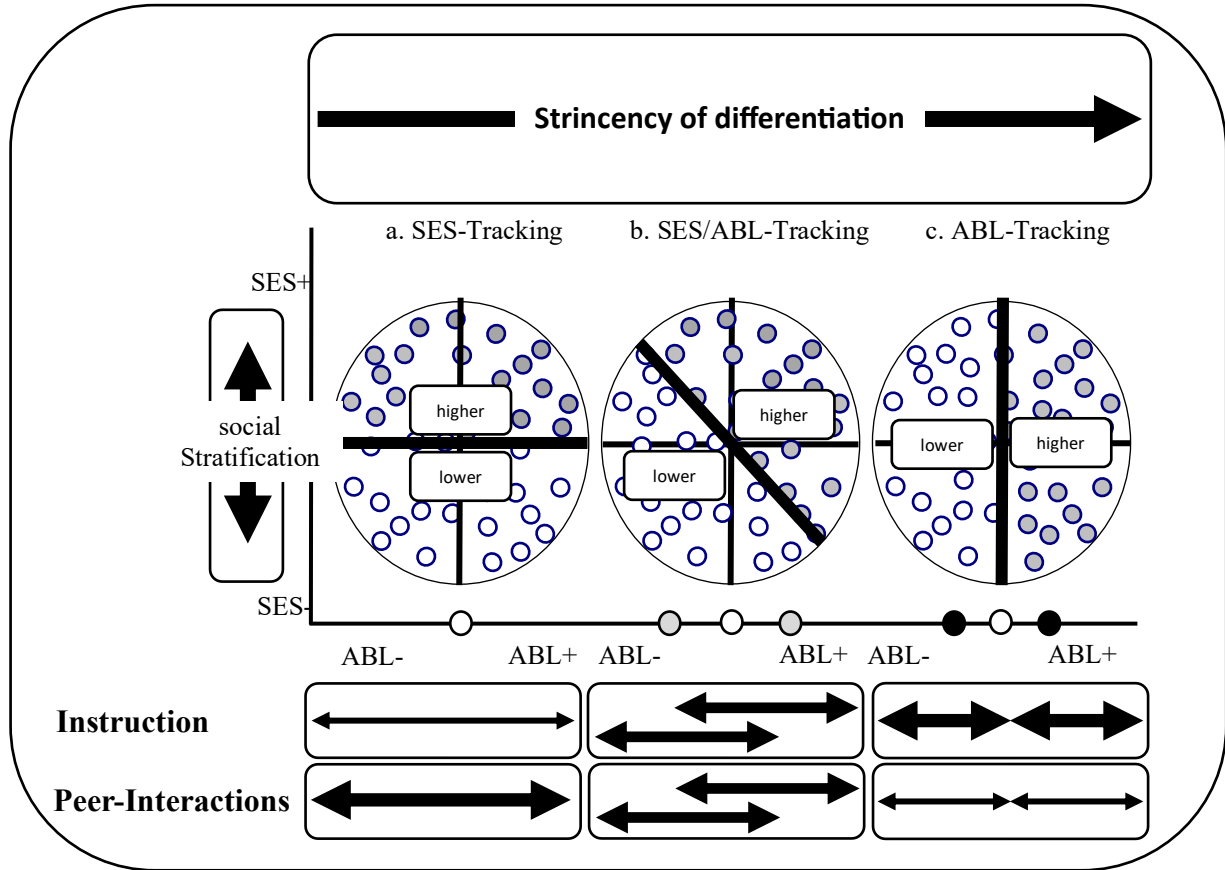 Strincency of differentiation
a. SES-Tracking
b. SES/ABL-Tracking
c. ABL-Tracking
SES+
higher
higher
social
Stratification
lower
higher
lower
lower
SES-
ABL-
ABL+
ABL-
ABL+
ABL-
ABL+
Instruction
Peer-Interactions